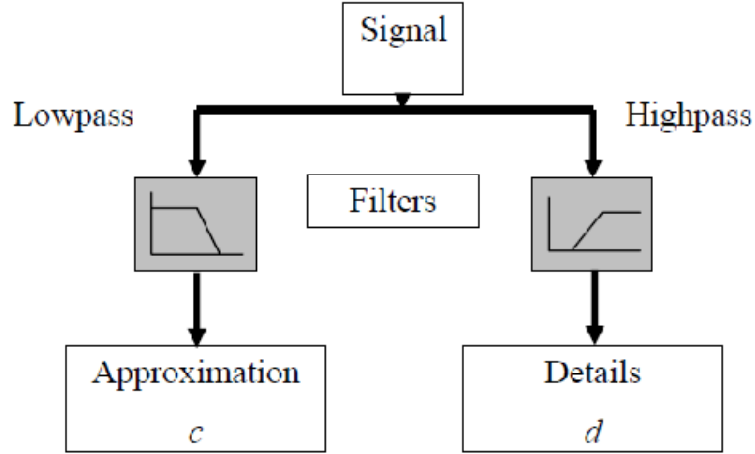 Signal
Lowpass
Highpass
Filters
Approximation
c
Details
d